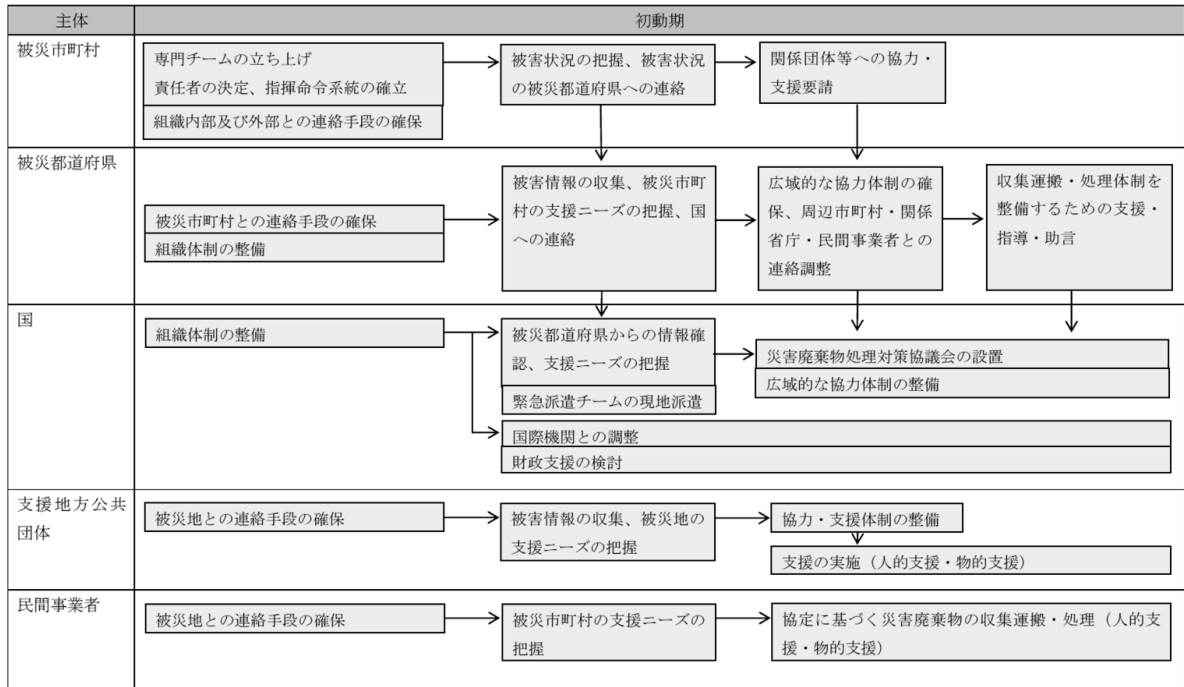 主体
初動期
被災市町村
専門チームの立ち上げ
責任者の決定、指揮命令系統の確立
組織内部及び外部との連絡手段の確保
被害状況の把握、被害状況
の被災都道府県への連絡
関係団体等への協力・
支援要請
被災都道府県
被災市町村との連絡手段の確保
組織体制の整備
被害情報の収集、被災市町
村の支援ニーズの把握、国
への連絡
広域的な協力体制の確
保、周辺市町村・関係
省庁・民間事業者との
連絡調整
収集運搬・処理体制を
整備するための支援・
指導・助言
国
組織体制の整備
被災都道府県からの情報確
認、支援ニーズの把握
緊急派遣チームの現地派遣
災害廃棄物処理対策協議会の設置
広域的な協力体制の整備
国際機関との調整
財政支援の検討
支援地方公共
団体
被災地との連絡手段の確保
被害情報の収集、被災地の
支援ニーズの把握
協力・支援体制の整備
支援の実施（人的支援・物的支援）
民間事業者
被災地との連絡手段の確保
被災市町村の支援ニーズの
把握
協定に基づく災害廃棄物の収集運搬・処理（人的支
援・物的支援）